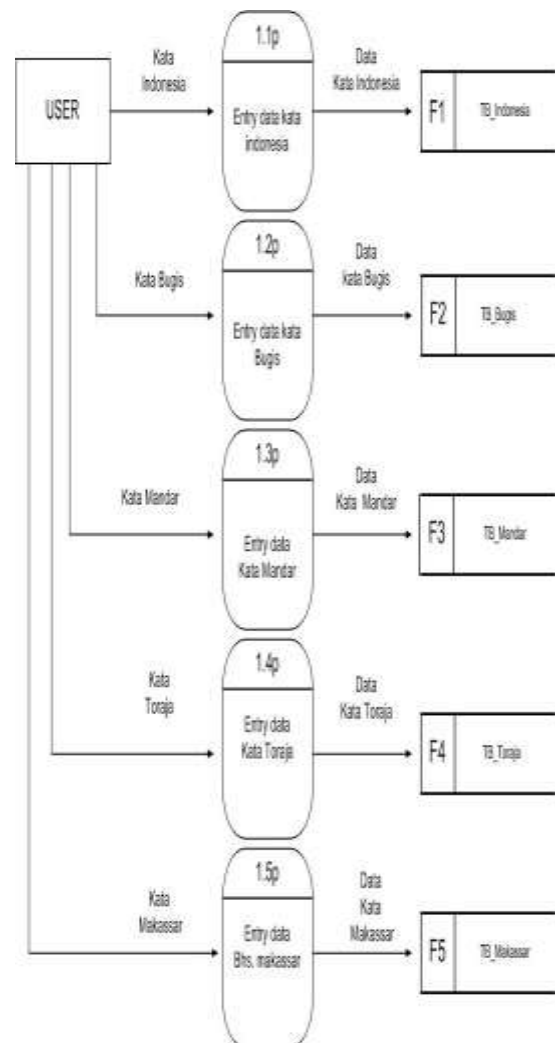 1.1p
Kata
Indonesia
Data
Kata Indonesia
USER
Entry data kata
indonesia
F1
TB_Indonesia
1.2p
Kata Bugis
Data
kata Bugis
Entry data kata
Bugis
F2
TB_Bugis
1.3p
Kata Mandar
Data
Kata Mandar
Entry data
Kata Mandar
F3
TB_Mandar
1.4p
Kata
Toraja
Data
Kata Toraja
Entry data
Kata Toraja
F4
TB_Toraja
1.5p
Kata
Makassar
Data
Kata
Makassar
Entry data
Bhs. makassar
F5
TB_Makassar